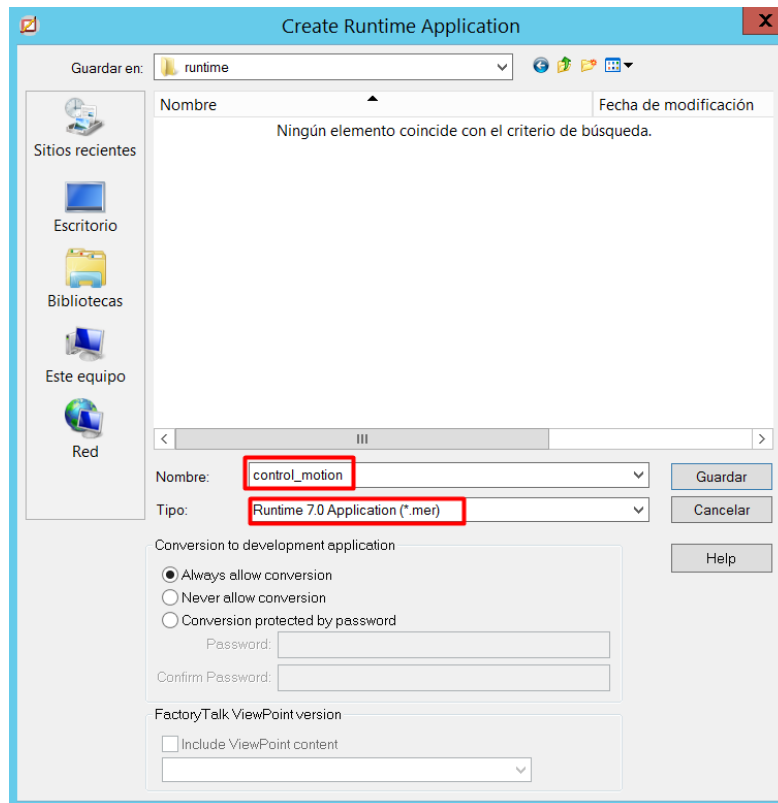 Create Runtime Application
X
Guardar en: runtime
Nombre Fecha de modificación
Ningún elemento coincide con el criterio de búsqueda.
Sitios recientes
Escritorio
Bibliotecas
Este equipo
Red
Nombre: control_motion Guardar
Tipo: Runtime 7.0 Application (*.mer) Cancelar
Help
Conversion to development application
Always allow conversion
Never allow conversion
Conversion protected by password
Password:
Confirm Password:
FactoryTalk ViewPoint version
Include ViewPoint content